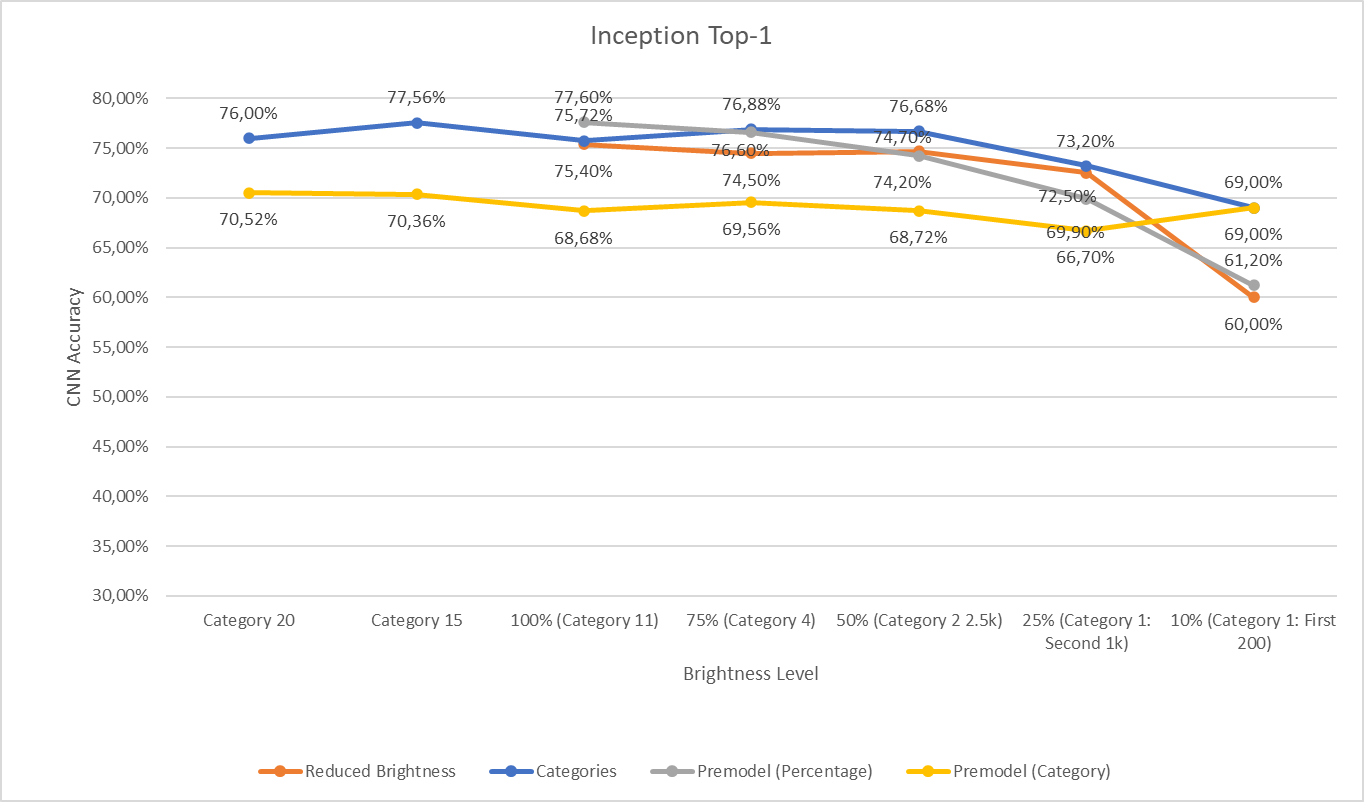 Inception Top-1
80,00%
75,00%
70,00%
65,00%
60,00%
55,00%
50,00%
45,00%
40,00%
35,00%
30,00%
CNN Accuracy
76,00%
77,56%
77,60%
75,72%
76,88%
76,68%
74,70%
73,20%
76,60%
75,40%
74,50%
74,20%
72,50%
69,00%
70,52%
70,36%
68,68%
69,56%
68,72%
69,90%
66,70%
69,00%
61,20%
60,00%
Category 20
Category 15
100% (Category 11)
75% (Category 4)
50% (Category 2 2.5k)
25% (Category 1:
Second 1k)
10% (Category 1: First
200)
Brightness Level
Reduced Brightness
Categories
Premodel (Percentage)
Premodel (Category)